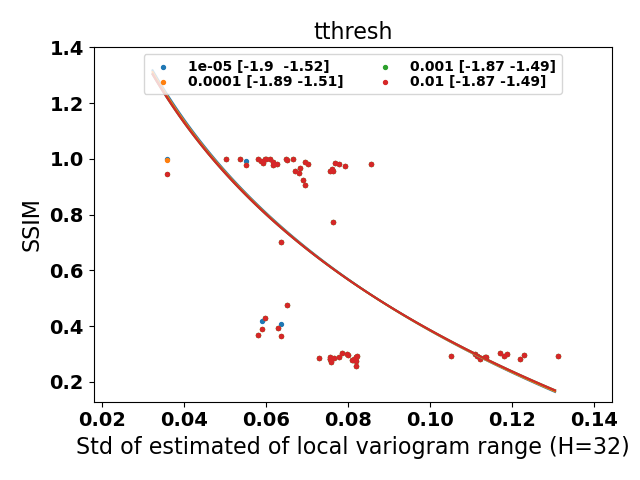 tthresh
1e-05 [-1.9  -1.52]
0.0001 [-1.89 -1.51]
0.001 [-1.87 -1.49]
0.01 [-1.87 -1.49]
1.4
1.2
1.0
0.8
0.6
0.4
0.2
SSIM
0.02 0.04 0.06 0.08 0.10 0.12 0.14
Std of estimated of local variogram range (H=32)